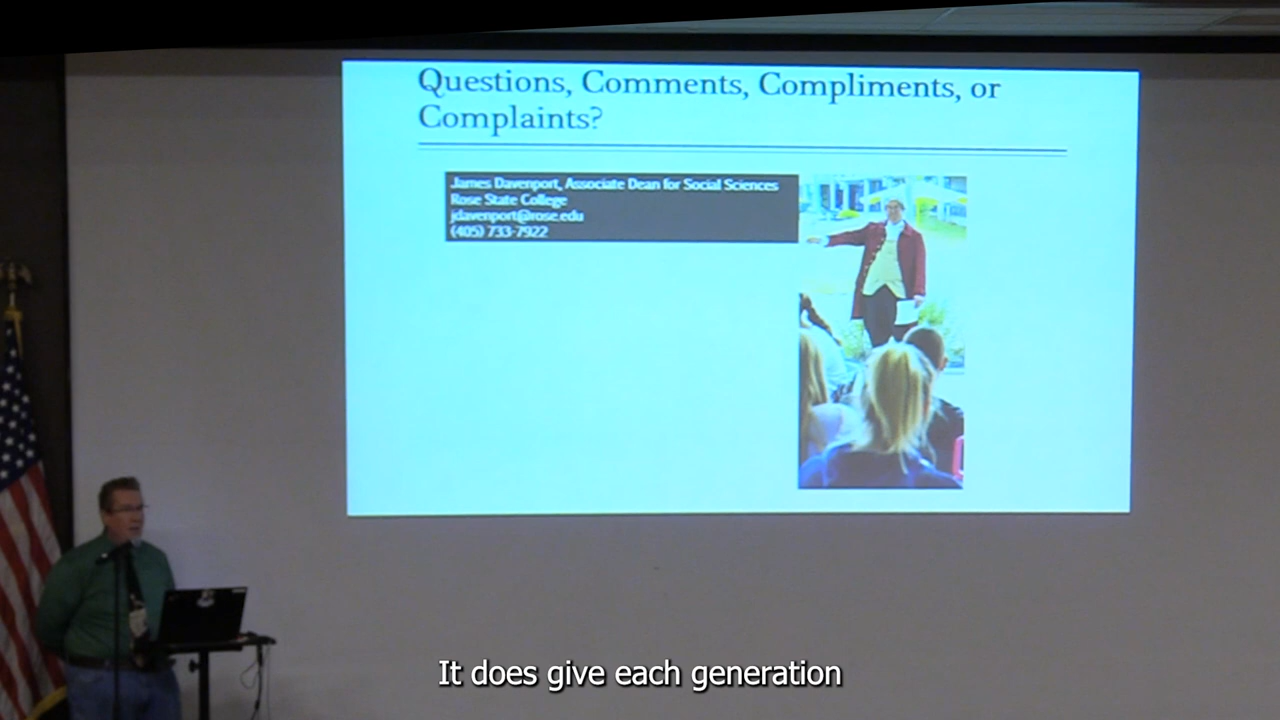 Questions, Comments, Compliments, or
Complaints?
James Davenport, Associate Dean for Social Sciences
Rose State College
jdavenport@rose.edu
(405) 733-7922
It does give each generation